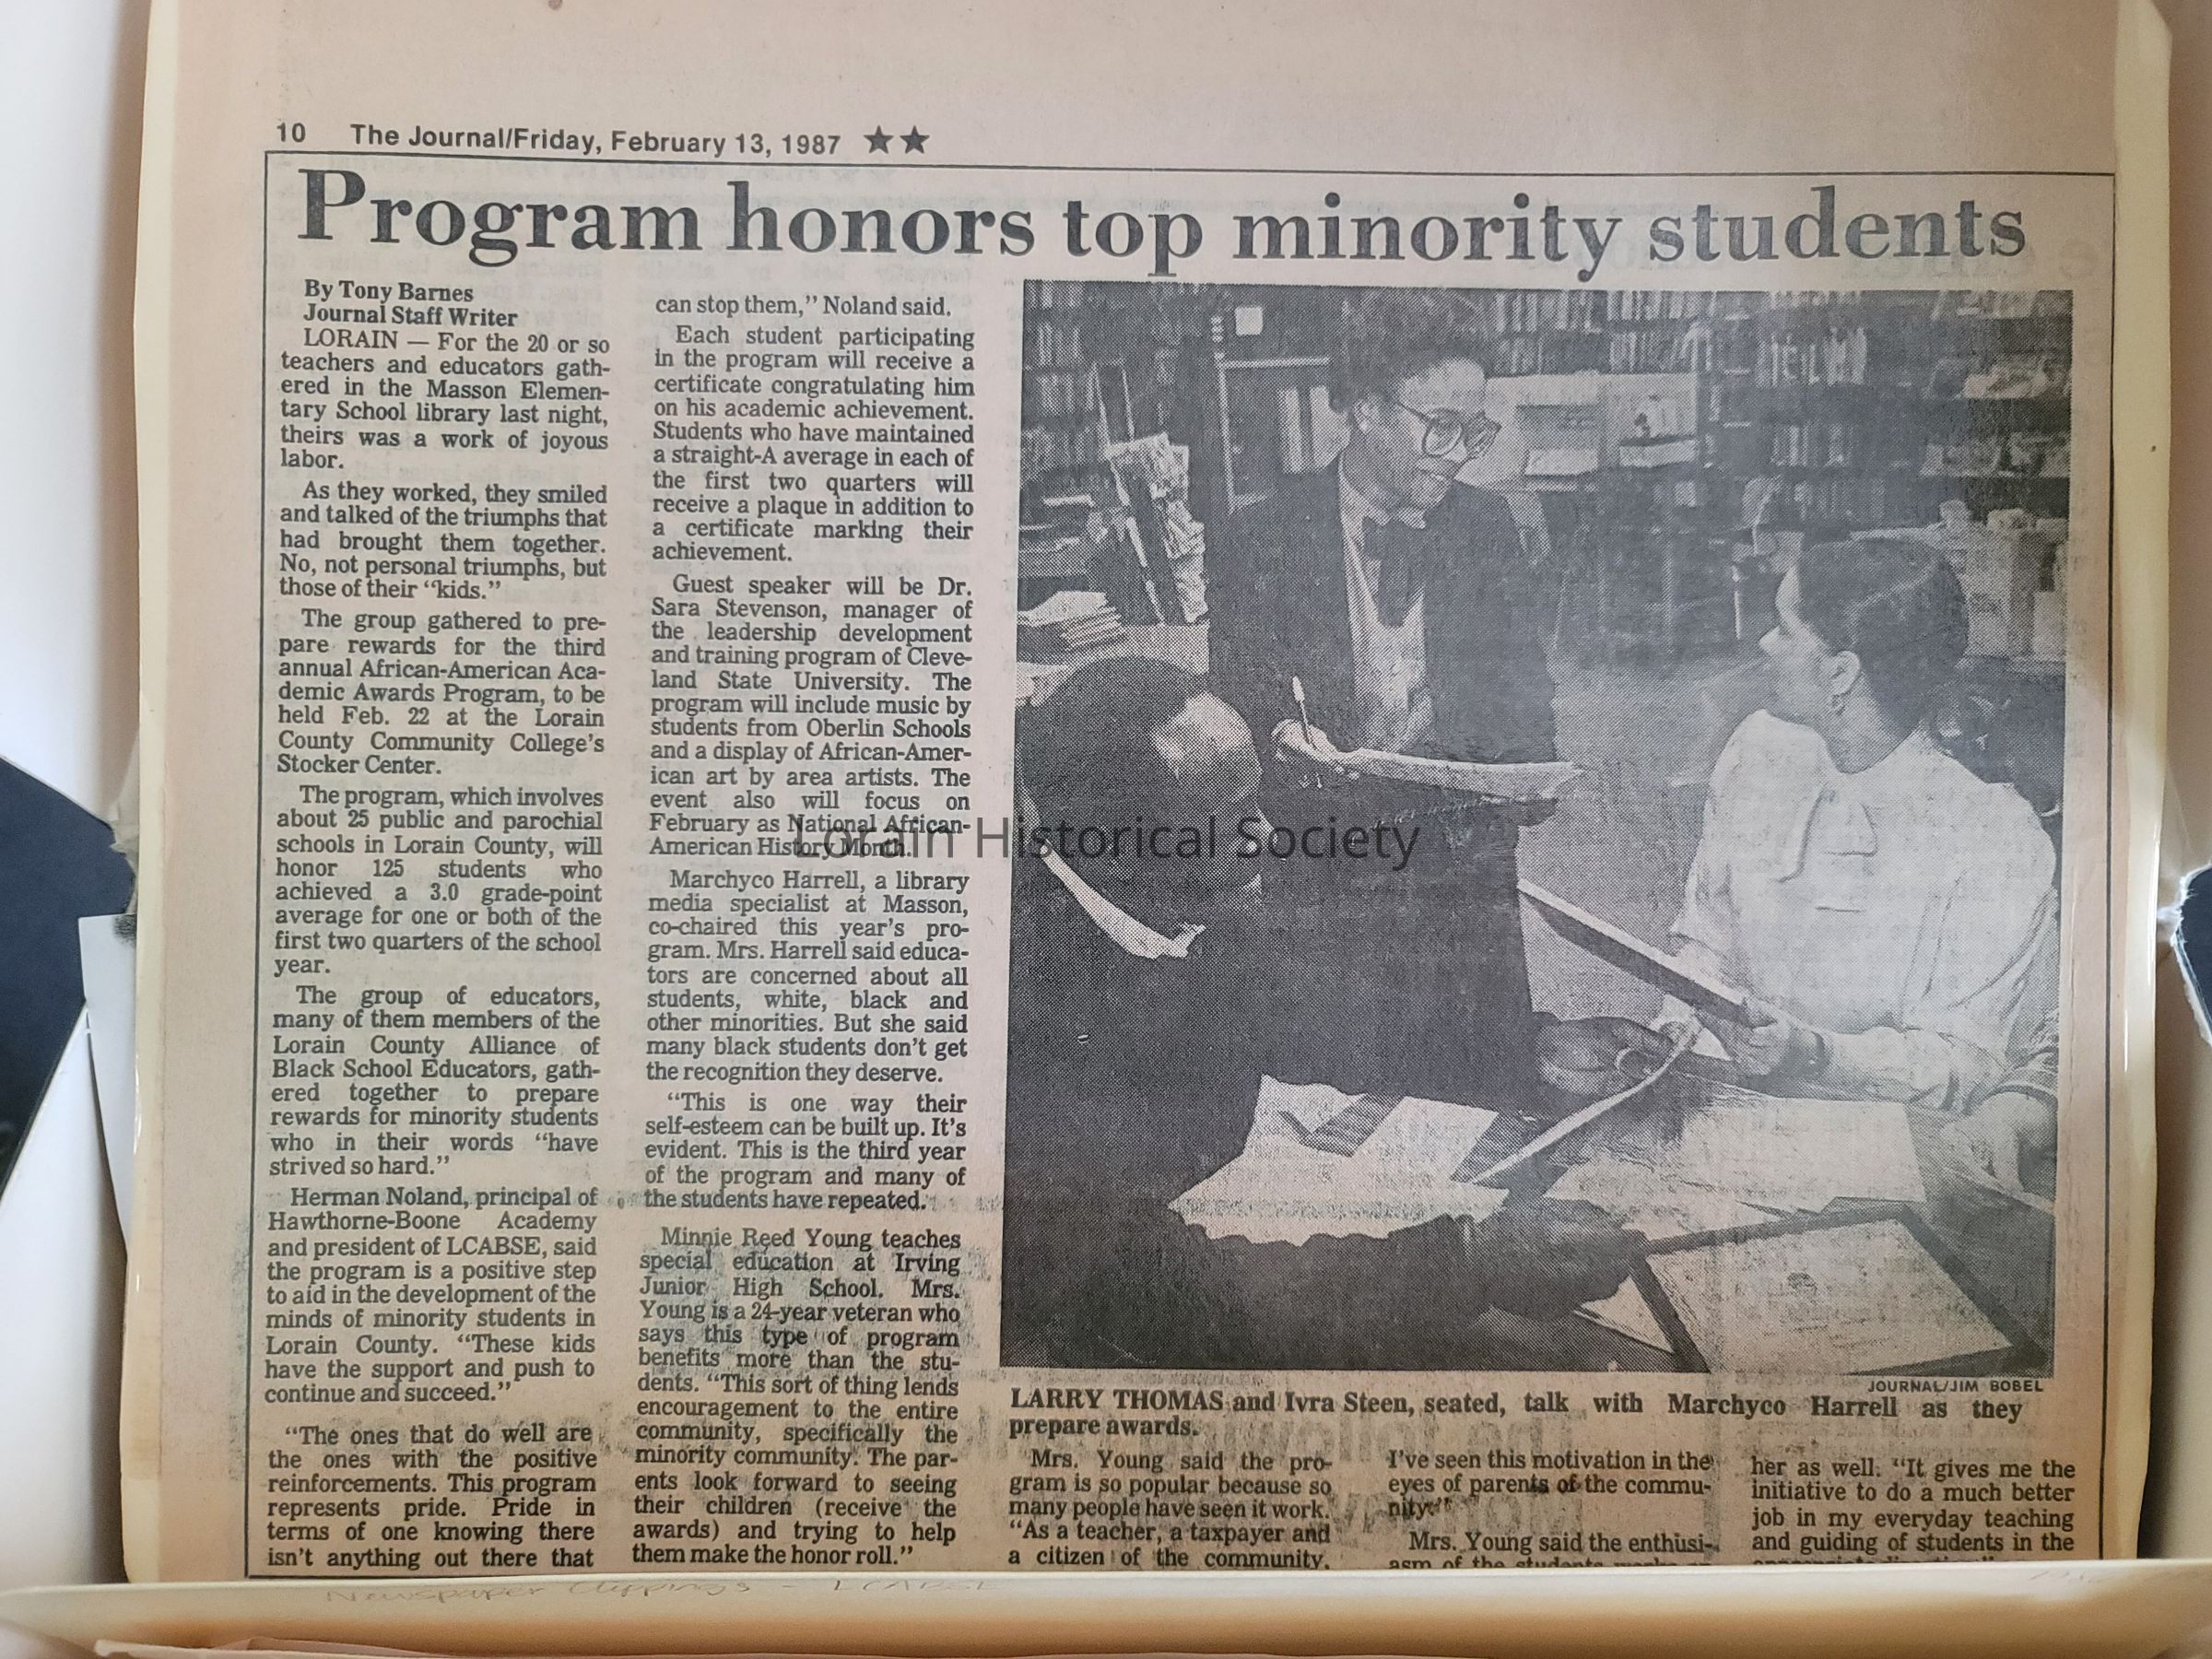 10 The Journal/Friday, February 13, 1987 ★★
Program honors top minority students
By Tony Barnes
Journal Staff Writer
LORAIN — For the 20 or so
teachers and educators gath-
ered in the Masson Elemen-
tary School library last night,
theirs was a work of joyous
labor.
As they worked, they smiled
and talked of the triumphs that
had brought them together.
No, not personal triumphs, but
those of their “kids.”
The group gathered to pre-
pare rewards for the third
annual African-American Aca-
demic Awards Program, to be
held Feb. 22 at the Lorain
County Community College's
Stocker Center.
The program, which involves
about 25 public and parochial
schools in Lorain County, will
honor 125 students who
achieved a 3.0 grade-point
average for one or both of the
first two quarters of the school
year.
The group of educators,
many of them members of the
Lorain County Alliance of
Black School Educators, gath-
ered together to prepare
rewards for minority students
who in their words “have
strived so hard.”
Herman Noland, principal of
Hawthorne-Boone Academy
and president of LCABSE, said
the program is a positive step
to aid in the development of the
minds of minority students in
Lorain County. “These kids
have the support and push to
continue and succeed.”
“The ones that do well are
the ones with the positive
reinforcements. This program
represents pride. Pride in
terms of one knowing there
isn't anything out there that
can stop them,” Noland said.
Each student participating
in the program will receive a
certificate congratulating him
on his academic achievement.
Students who have maintained
a straight-A average in each of
the first two quarters will
receive a plaque in addition to
a certificate marking their
achievement.
Guest speaker will be Dr.
Sara Stevenson, manager of
the leadership development
and training program of Cleve-
land State University. The
program will include music by
students from Oberlin Schools
and a display of African-Amer-
ican art by area artists. The
event also will focus on
February as National African-
American History Month.
Marchyco Harrell, a library
media specialist at Masson,
co-chaired this year's pro-
gram. Mrs. Harrell said educa-
tors are concerned about all
students, white, black and
other minorities. But she said
many black students don't get
the recognition they deserve.
“This is one way their
self-esteem can be built up. It's
evident. This is the third year
of the program and many of
the students have repeated.
Minnie Reed Young teaches
special education at Irving
Junior High School. Mrs.
Young is a 24-year veteran who
says this type of program
benefits more than the stu-
dents. “This sort of thing lends
encouragement to the entire
community, specifically the
minority community. The par-
ents look forward to seeing
their children (receive the
awards) and trying to help
them make the honor roll.”
JOURNAL/JIM BOBEL
LARRY THOMAS and Ivra Steen, seated, talk with Marchyco Harrell as they
prepare awards.
Mrs. Young said the pro-
gram is so popular because so
many people have seen it work.
“As a teacher, a taxpayer and
a citizen of the community,
I've seen this motivation in the
eyes of parents of the commu-
nity.”
Mrs. Young said the enthusi-
asm of the students
her as well. “It gives me the
initiative to do a much better
job in my everyday teaching
and guiding of students in the
Lorain Historical Society
Newspaper Clippings - LCABSE